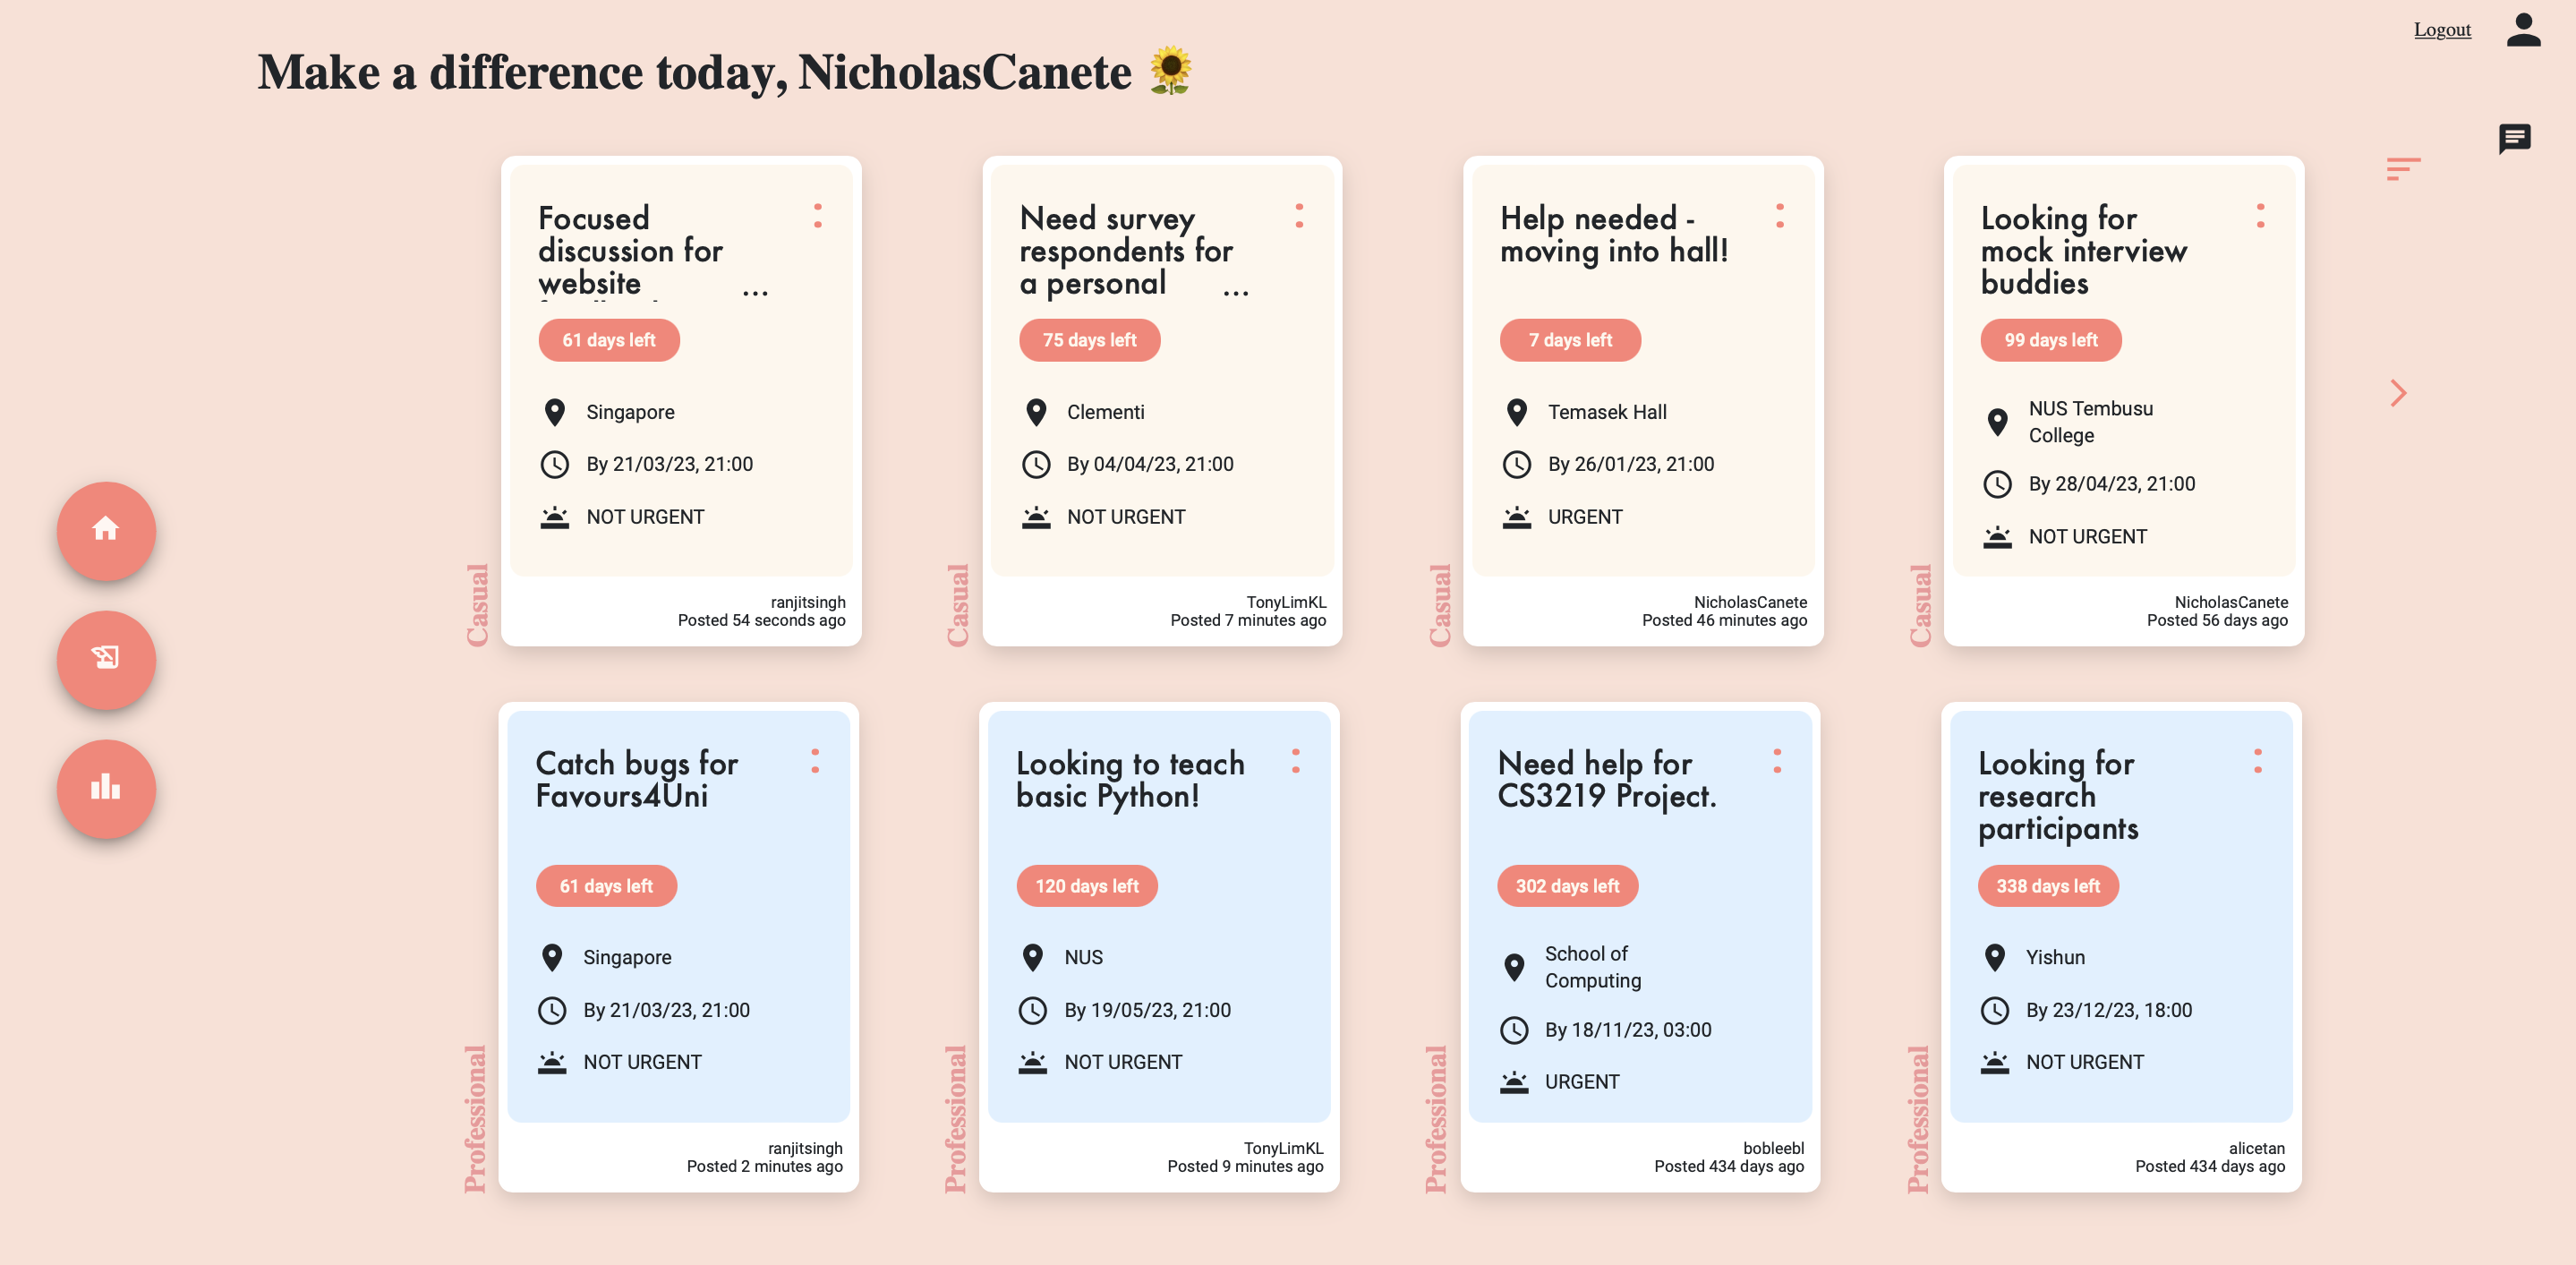 Logout
Make a difference today, NicholasCanete 🌻
Focused
discussion for
website
...
61 days left
Singapore
By 21/03/23, 21:00
NOT URGENT
Casual
ranjitsingh
Posted 54 seconds ago
Need survey
respondents for
a personal
...
75 days left
Clementi
By 04/04/23, 21:00
NOT URGENT
Casual
TonyLimKL
Posted 7 minutes ago
Help needed -
moving into hall!
7 days left
Temasek Hall
By 26/01/23, 21:00
URGENT
Casual
NicholasCanete
Posted 46 minutes ago
Looking for
mock interview
buddies
99 days left
NUS Tembusu
College
By 28/04/23, 21:00
NOT URGENT
Casual
NicholasCanete
Posted 56 days ago
Catch bugs for
Favours4Uni
61 days left
Singapore
By 21/03/23, 21:00
NOT URGENT
Professional
ranjitsingh
Posted 2 minutes ago
Looking to teach
basic Python!
120 days left
NUS
By 19/05/23, 21:00
NOT URGENT
Professional
TonyLimKL
Posted 9 minutes ago
Need help for
CS3219 Project.
302 days left
School of
Computing
By 18/11/23, 03:00
URGENT
Professional
bobleebl
Posted 434 days ago
Looking for
research
participants
338 days left
Yishun
By 23/12/23, 18:00
NOT URGENT
Professional
alicetan
Posted 434 days ago